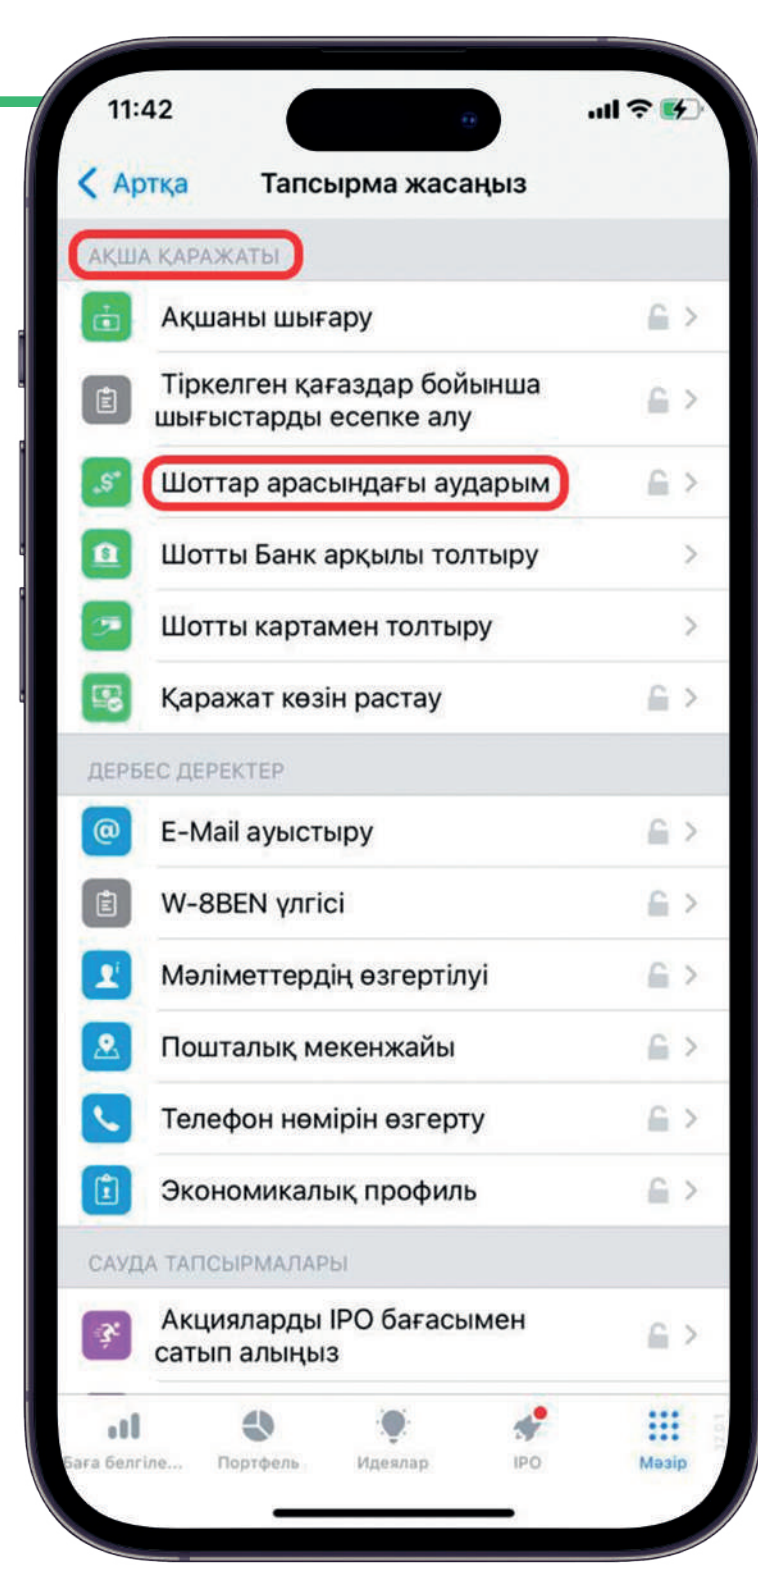 11:42
Артқа
Тапсырма жасаңыз
АҚША ҚАРАЖАТЫ
Ақшаны шығару
Тіркелген қағаздар бойынша
шығыстарды есепке алу
Шоттар арасындағы аударым
Шотты Банк арқылы толтыру
Шотты картамен толтыру
Қаражат көзін растау
ДЕРБЕС ДЕРЕКТЕР
E-Mail ауыстыру
W-8BEN үлгісі
Мәліметтердің өзгертілуі
Пошталық мекенжайы
Телефон нөмірін өзгерту
Экономикалық профиль
САУДА ТАПСЫРМАЛАРЫ
Акцияларды IPO бағасымен
сатып алыңыз
Баға белгіле...
Портфель
Идеялар
IPO
Мәзір